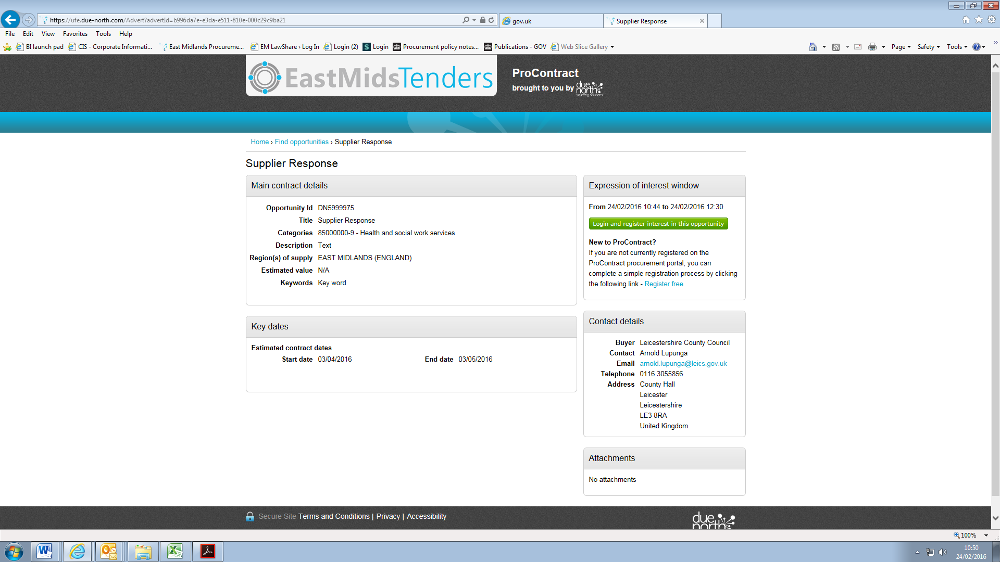 https://ufe.due-north.com/Advert?advertId=b996da7e-e3da-e511-810e-000c29c9ba21
gov.uk
Supplier Response
File Edit View Favorites Tools Help
BI launch pad CIS - Corporate Informati... East Midlands Procureme... EM LawShare › Log In Login (2) Login Procurement policy notes... Publications - GOV Web Slice Gallery
Page Safety Tools
EastMidsTenders
ProContract
brought to you by due north sourcing solutions
Home › Find opportunities › Supplier Response
Supplier Response
Main contract details
Opportunity Id DN5999975
Title Supplier Response
Categories 85000000-9 - Health and social work services
Description Text
Region(s) of supply EAST MIDLANDS (ENGLAND)
Estimated value N/A
Keywords Key word
Key dates
Estimated contract dates
Start date 03/04/2016 End date 03/05/2016
Expression of interest window
From 24/02/2016 10:44 to 24/02/2016 12:30
Login and register interest in this opportunity
New to ProContract?
If you are not currently registered on the
ProContract procurement portal, you can
complete a simple registration process by clicking
the following link - Register free
Contact details
Buyer Leicestershire County Council
Contact Arnold Lupunga
Email arnold.lupunga@leics.gov.uk
Telephone 0116 3055856
Address County Hall
Leicester
Leicestershire
LE3 8RA
United Kingdom
Attachments
No attachments
Secure Site Terms and Conditions | Privacy | Accessibility
due
north
100%
10:50
24/02/2016